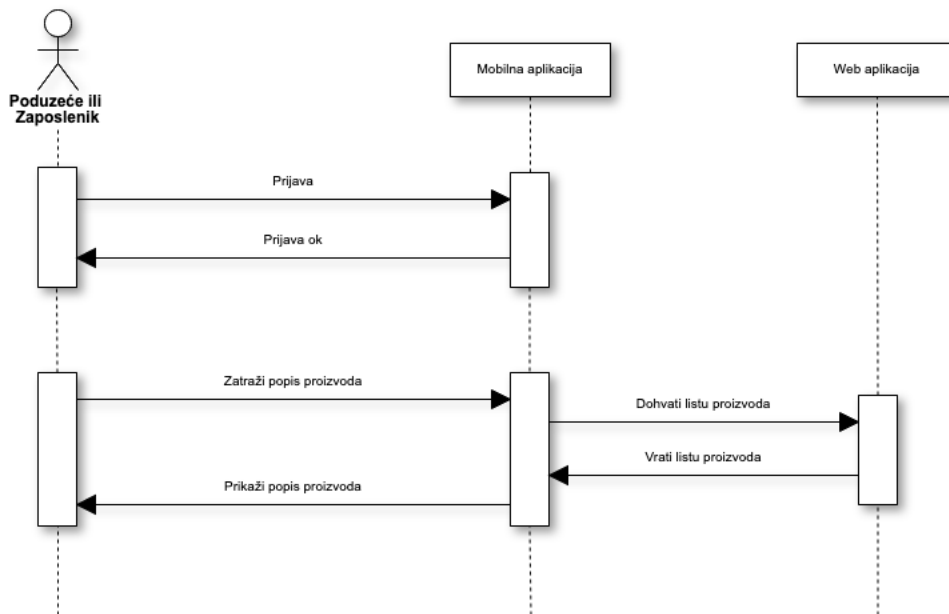 Poduzeće ili
Zaposlenik
Mobilna aplikacija
Web aplikacija
Prijava
Prijava ok
Zatraži popis proizvoda
Dohvati listu proizvoda
Vrati listu proizvoda
Prikaži popis proizvoda